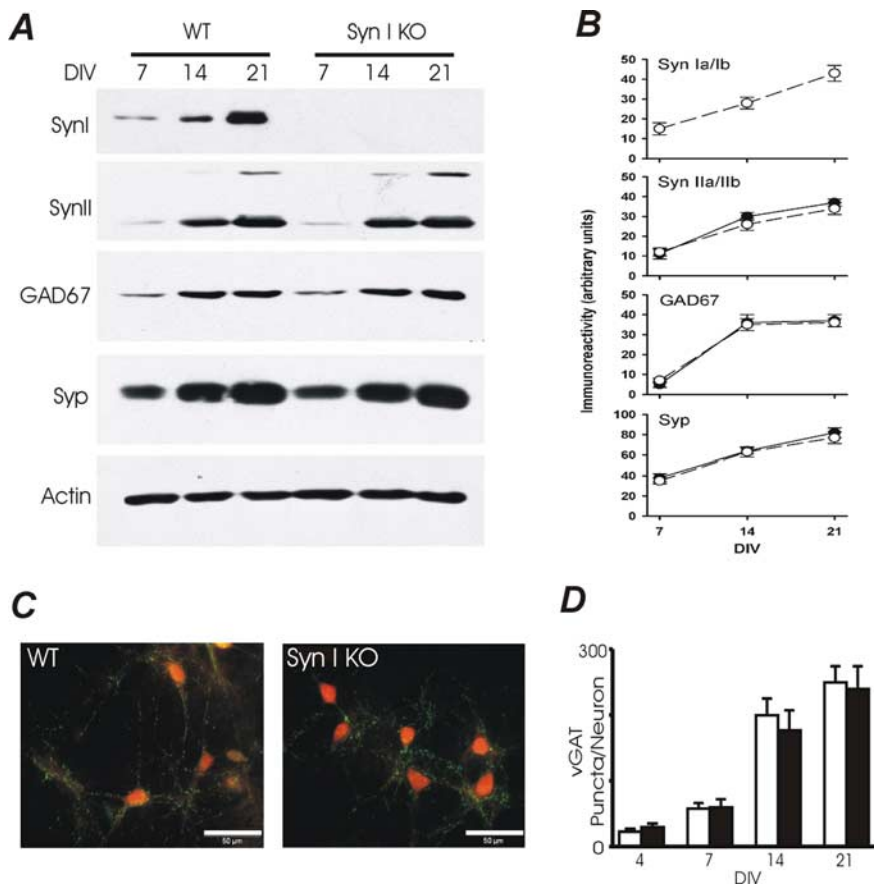 A
WT Syn I KO
DIV 7 14 21 7 14 21
SynI
SynII
GAD67
Syp
Actin
B
Immunoreactivity (arbitrary units)
Syn Ia/Ib
50
40
30
20
10
0
Syn IIa/IIb
50
40
30
20
10
0
GAD67
50
40
30
20
10
0
Syp
100
80
60
40
20
0
7 14 21
DIV
C
WT
50 µm
Syn I KO
50 µm
D
vGAT
Puncta/Neuron
300
0
4 7 14 21
DIV